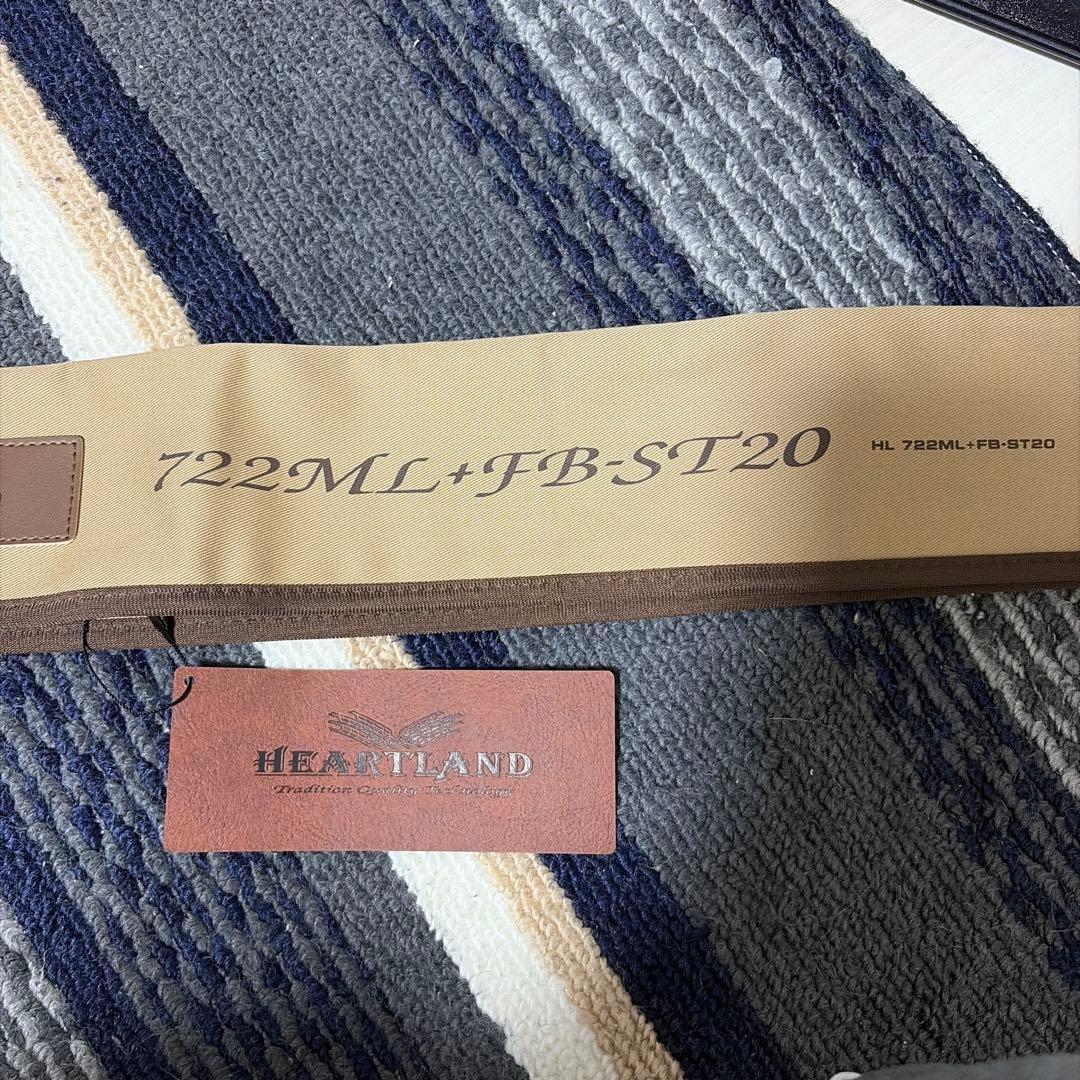 722ML+FB-ST20
HL 722ML+FB-ST20
HEARTLAND
Tradition Quality Technology